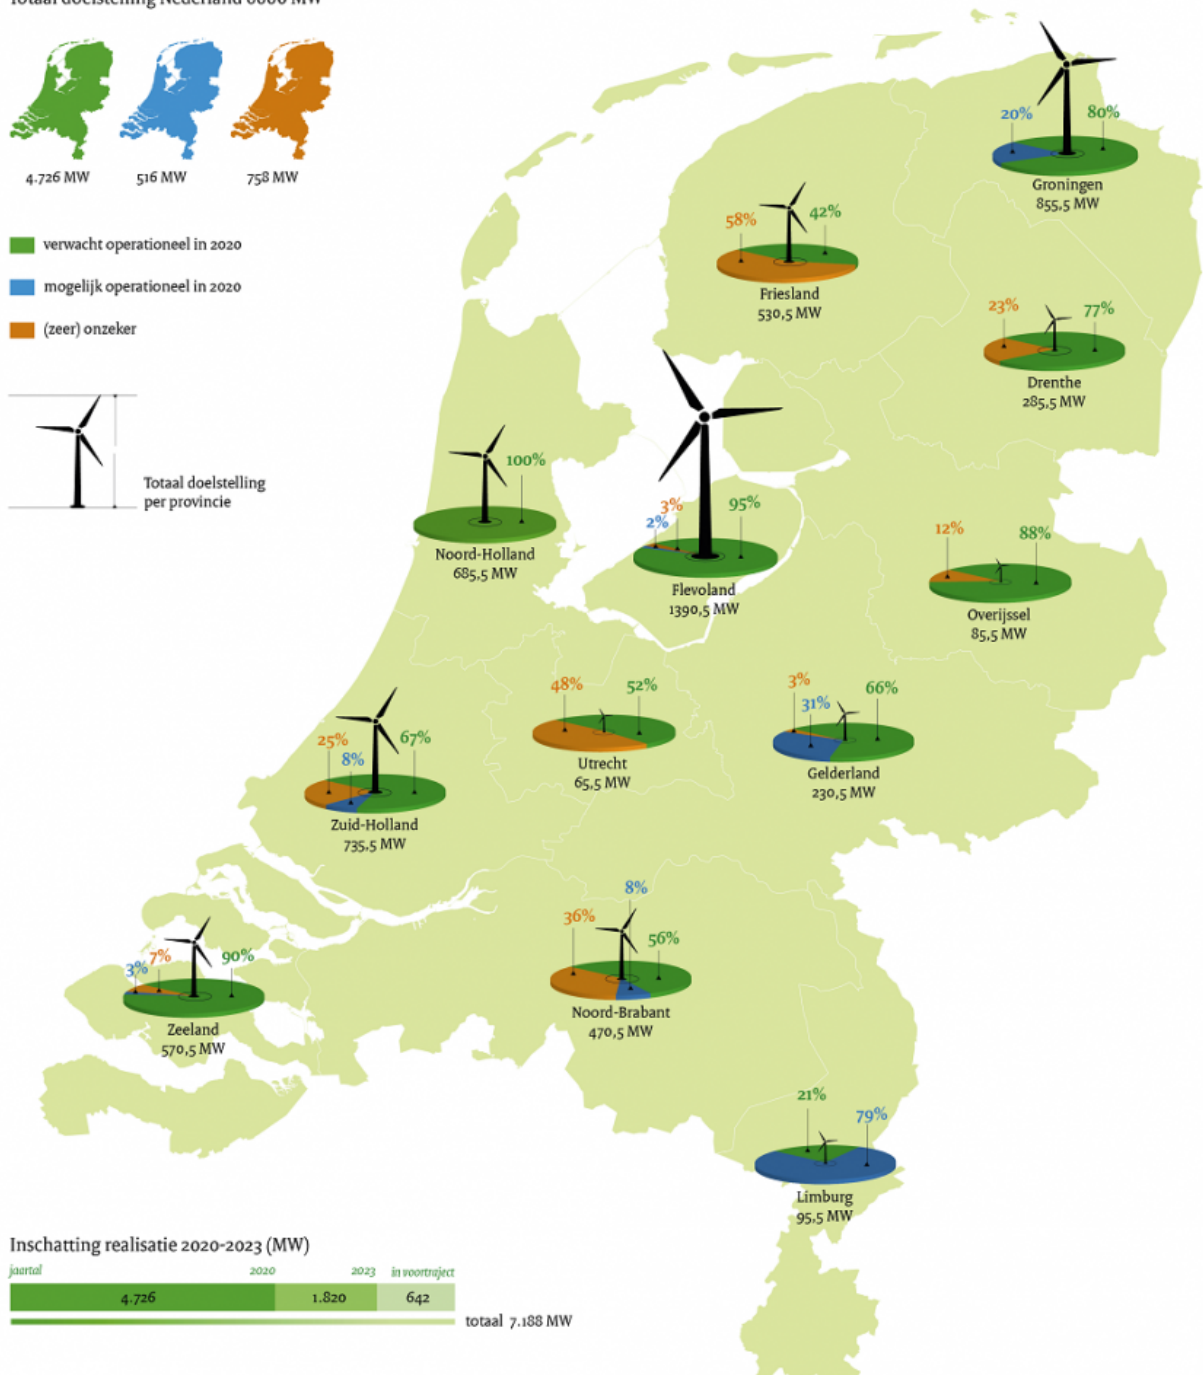 Totaal doelstelling Nederland 6000 MW
4.726 MW
516 MW
758 MW
verwacht operationeel in 2020
mogelijk operationeel in 2020
(zeer) onzeker
Totaal doelstelling
per provincie
20%
80%
Groningen
855,5 MW
58%
42%
Friesland
530,5 MW
23%
77%
Drenthe
285,5 MW
100%
Noord-Holland
685,5 MW
2%
3%
95%
Flevoland
1390,5 MW
12%
88%
Overijssel
85,5 MW
48%
52%
Utrecht
65,5 MW
3%
31%
66%
Gelderland
230,5 MW
25%
8%
67%
Zuid-Holland
735,5 MW
36%
8%
56%
Noord-Brabant
470,5 MW
3%
7%
90%
Zeeland
570,5 MW
21%
79%
Limburg
95,5 MW
Inschatting realisatie 2020-2023 (MW)
jaartal 2020 2023 in voortraject
4.726 1.820 642
totaal 7.188 MW